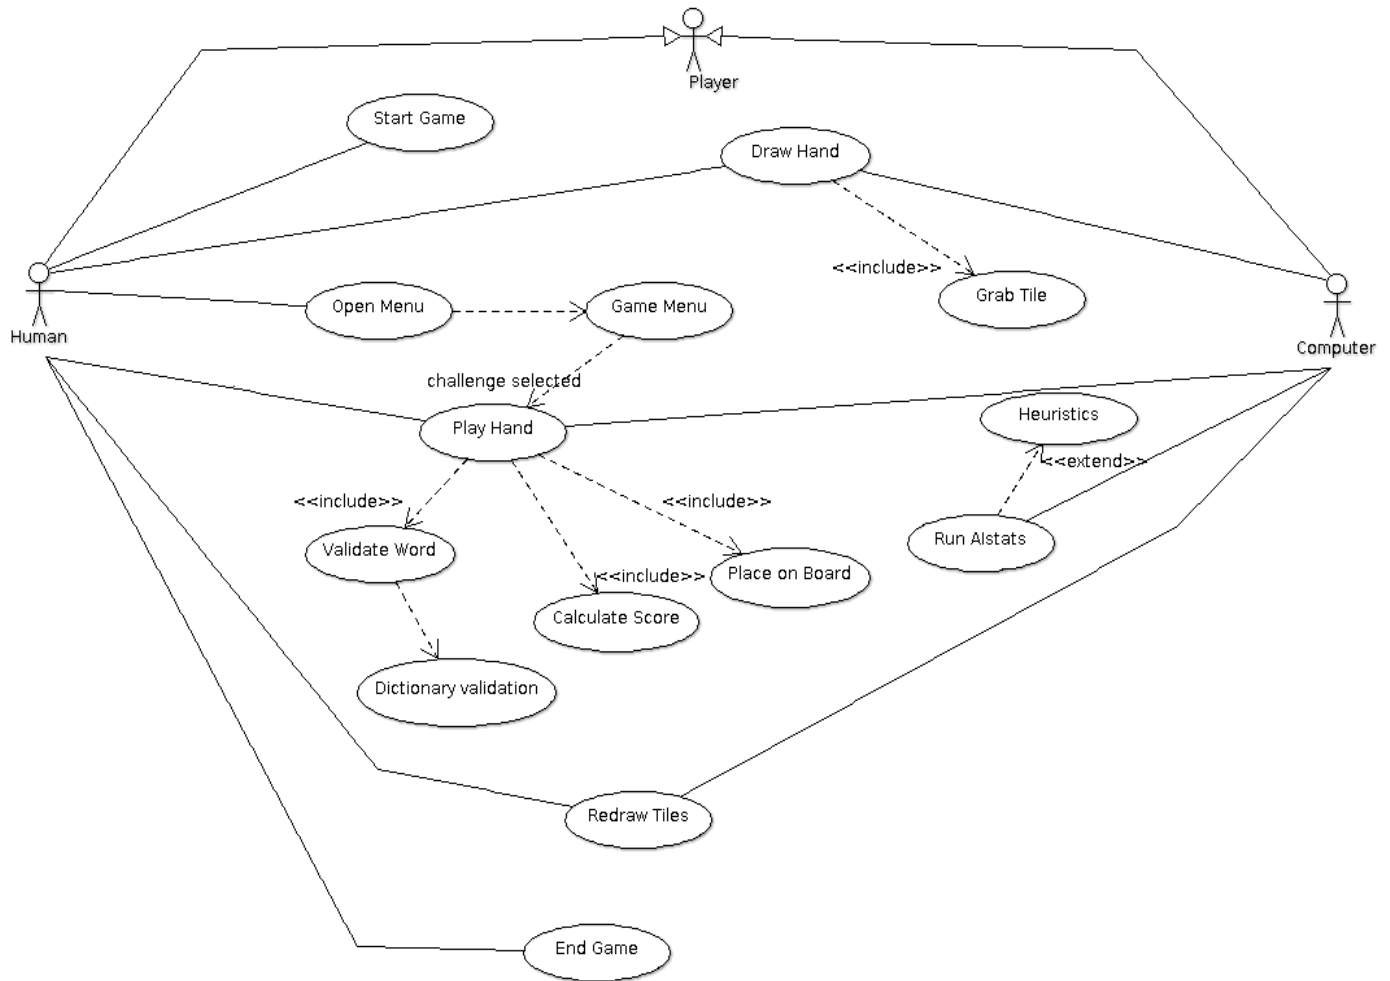 Player
Start Game
Draw Hand
<<include>>
Grab Tile
Open Menu
Game Menu
Human
Computer
challenge selected
Play Hand
Heuristics
<<extend>>
<<include>>
<<include>>
Run AIstats
Validate Word
Place on Board
<<include>>
Calculate Score
Dictionary validation
Redraw Tiles
End Game